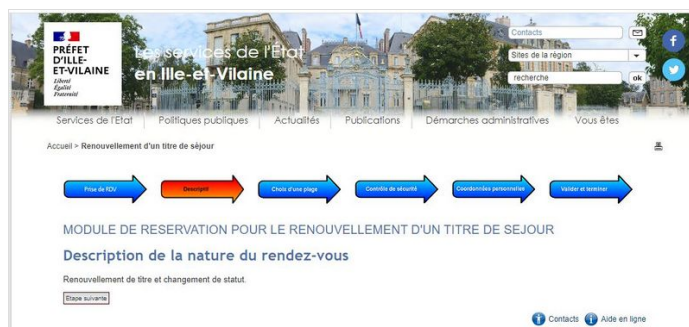 PRÉFET
D'ILLE-
ET-VILAINE
Liberté
Égalité
Fraternité
Les services de l'État
en Ille-et-Vilaine
Contacts
Sites de la région
recherche
ok
Services de l'Etat
Politiques publiques
Actualités
Publications
Démarches administratives
Vous êtes
Accueil > Renouvellement d'un titre de séjour
Prise de RDV
Descriptif
Choix d'une plage
Contrôle de sécurité
Coordonnées personnelles
Valider et terminer
MODULE DE RESERVATION POUR LE RENOUVELLEMENT D'UN TITRE DE SEJOUR
Description de la nature du rendez-vous
Renouvellement de titre et changement de statut.
Etape suivante
Contacts
Aide en ligne